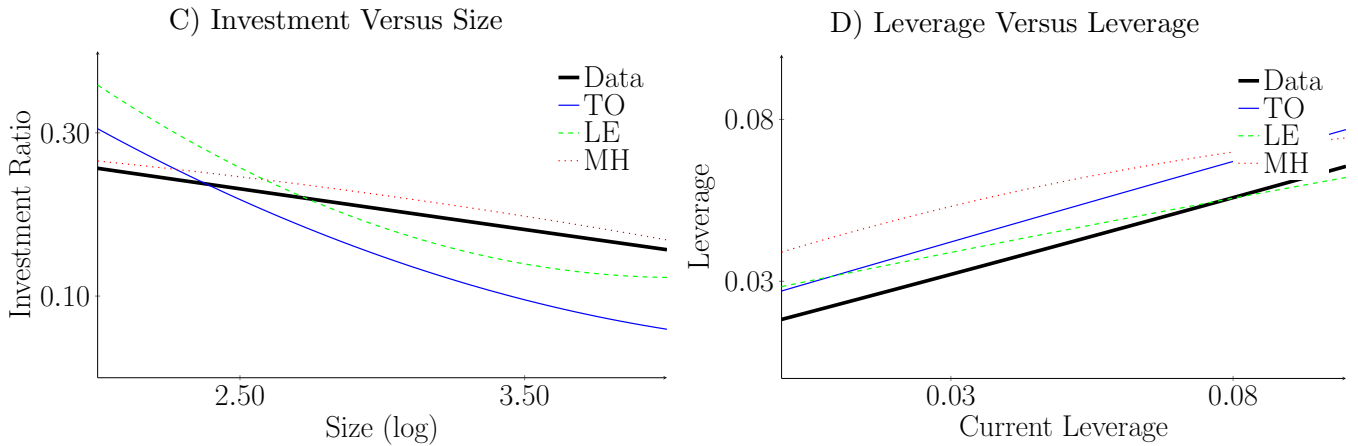 C) Investment Versus Size
Investment Ratio
0.30
0.10
Data
TO
LE
MH
2.50
3.50
Size (log)
D) Leverage Versus Leverage
Leverage
0.08
0.03
Data
TO
LE
MH
0.03
0.08
Current Leverage